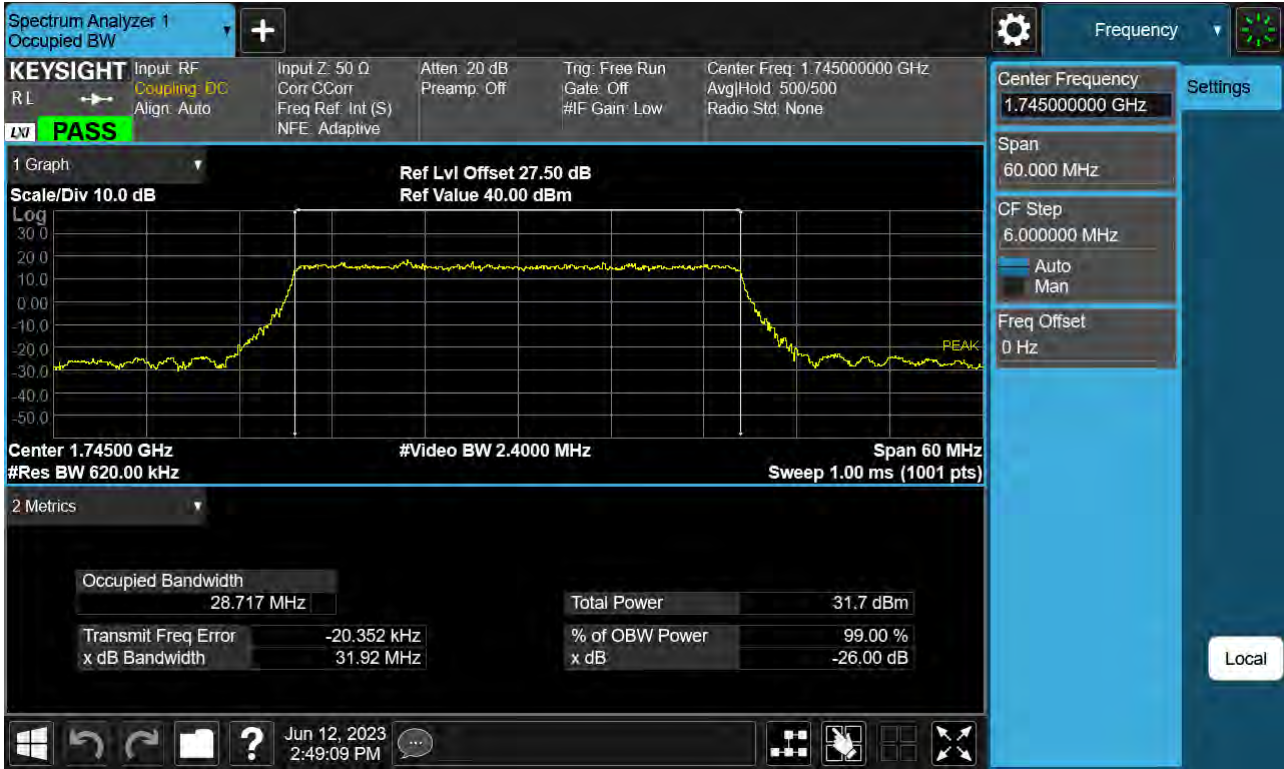 Spectrum Analyzer 1
Occupied BW
Frequency
KEYSIGHT
R L
LXI
PASS
Input: RF
Coupling: DC
Align: Auto
Input Z: 50 Ω
Corr CCorr
Freq Ref: Int (S)
NFE: Adaptive
Atten: 20 dB
Preamp: Off
Trig: Free Run
Gate: Off
#IF Gain: Low
Center Freq: 1.745000000 GHz
Avg|Hold: 500/500
Radio Std: None
1 Graph
Scale/Div 10.0 dB
Ref Lvl Offset 27.50 dB
Ref Value 40.00 dBm
Log
30.0
20.0
10.0
0.00
-10.0
-20.0
-30.0
-40.0
-50.0
PEAK
Center 1.74500 GHz
#Video BW 2.4000 MHz
Span 60 MHz
#Res BW 620.00 kHz
Sweep 1.00 ms (1001 pts)
2 Metrics
Occupied Bandwidth
28.717 MHz
Total Power 31.7 dBm
Transmit Freq Error -20.352 kHz
% of OBW Power 99.00 %
x dB Bandwidth 31.92 MHz
x dB -26.00 dB
Center Frequency
1.745000000 GHz
Settings
Span
60.000 MHz
CF Step
6.000000 MHz
Auto
Man
Freq Offset
0 Hz
Local
?
Jun 12, 2023
2:49:09 PM